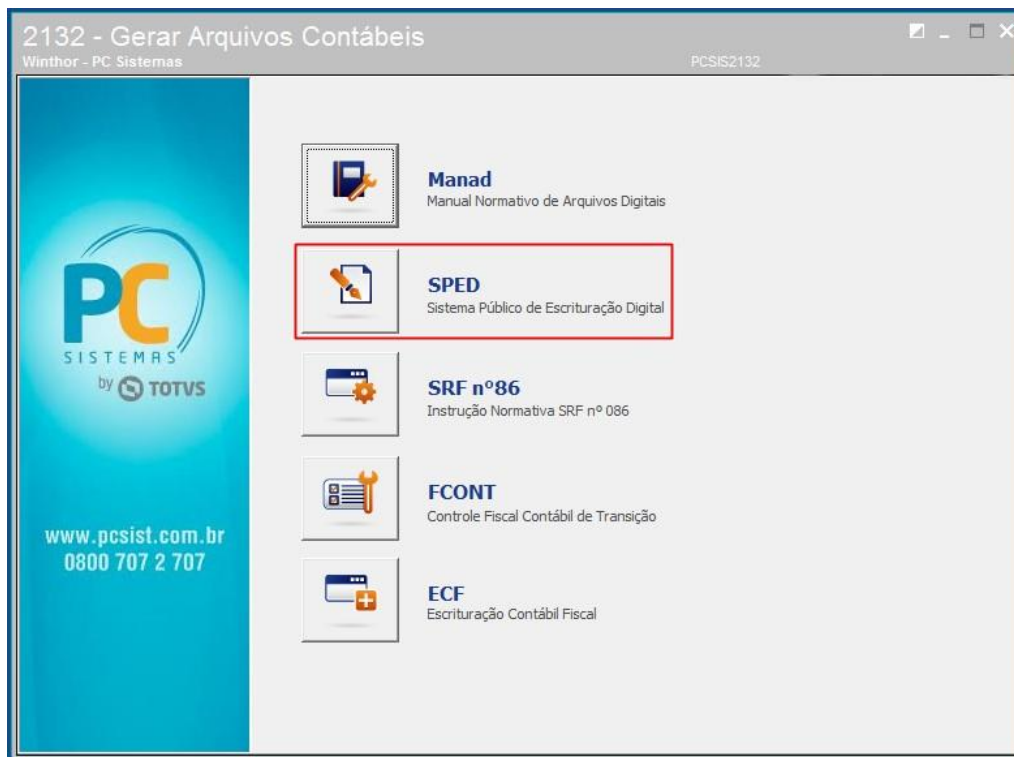 2132 - Gerar Arquivos Contábeis
Winthor - PC Sistemas
PCSIS2132
Manad
Manual Normativo de Arquivos Digitais
SPED
Sistema Público de Escrituração Digital
SRF nº86
Instrução Normativa SRF nº 086
FCONT
Controle Fiscal Contábil de Transição
ECF
Escrituração Contábil Fiscal
PC
SISTEMAS
by TOTVS
www.pcsist.com.br
0800 707 2 707